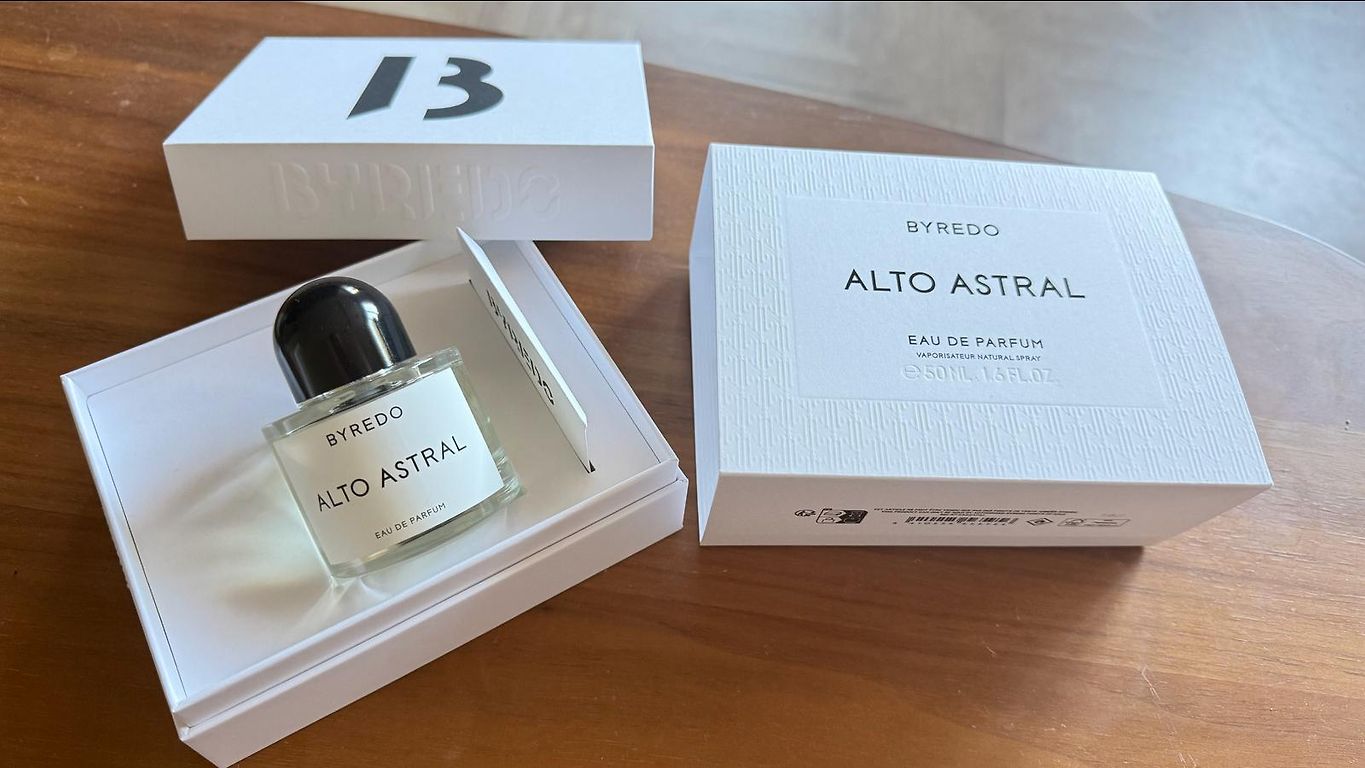 B
BYREDO
BYREDO
ALTO ASTRAL
EAU DE PARFUM
BYREDO
BYREDO
ALTO ASTRAL
EAU DE PARFUM
VAPORISATEUR NATURAL SPRAY
e 50 ML. 1.6 FL.OZ.